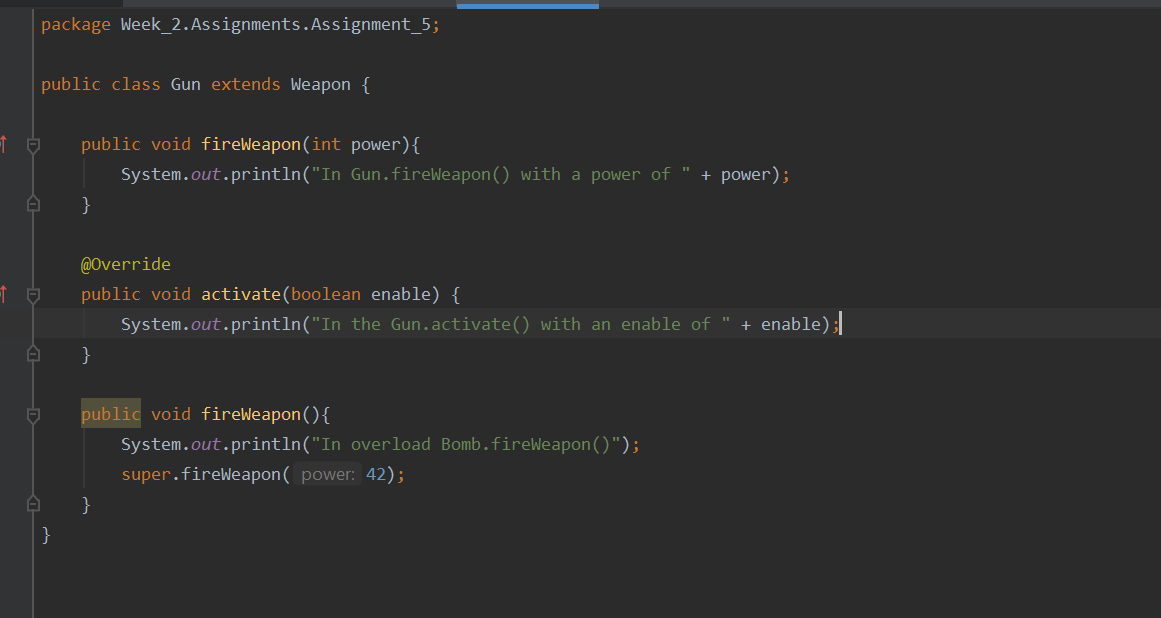 package Week_2.Assignments.Assignment_5;
public class Gun extends Weapon {
public void fireWeapon(int power){
System.out.println("In Gun.fireWeapon() with a power of " + power);
}
@Override
public void activate(boolean enable) {
System.out.println("In the Gun.activate() with an enable of " + enable);
}
public void fireWeapon(){
System.out.println("In overload Bomb.fireWeapon()");
super.fireWeapon( power: 42);
}
}